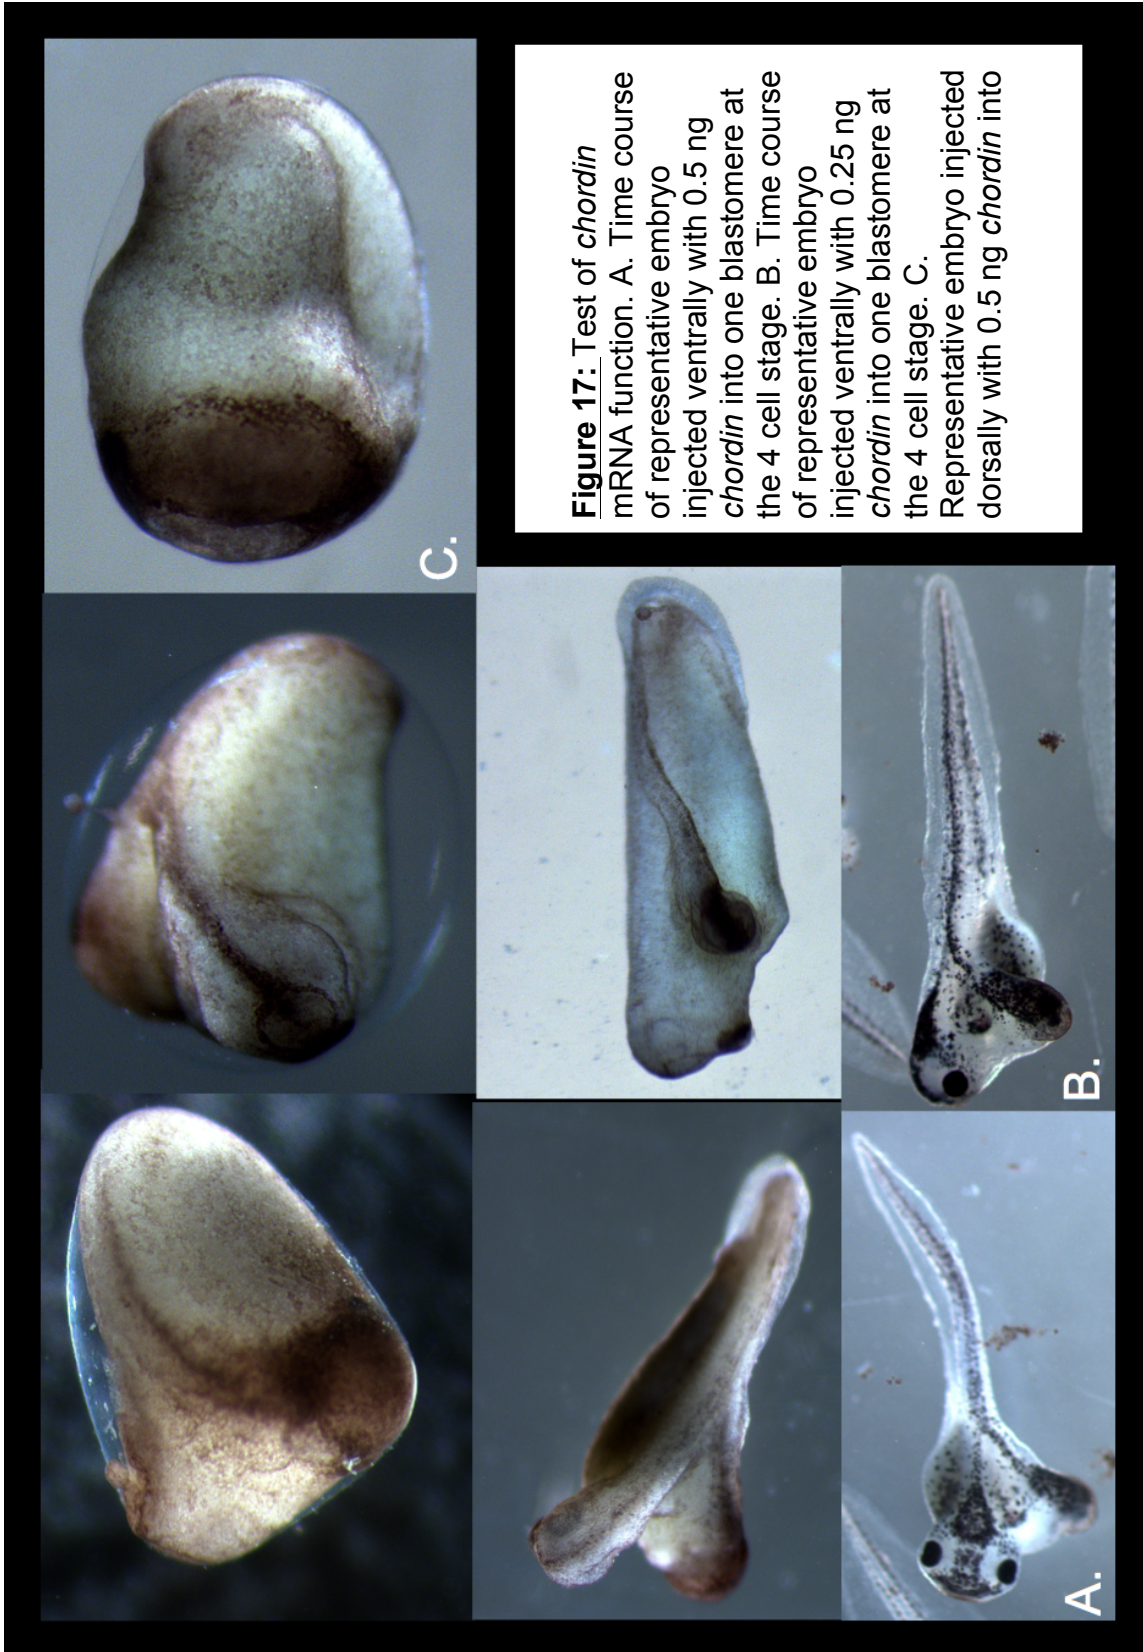 Figure 17: Test of chordin
mRNA function. A. Time course
of representative embryo
injected ventrally with 0.5 ng
chordin into one blastomere at
the 4 cell stage. B. Time course
of representative embryo
injected ventrally with 0.25 ng
chordin into one blastomere at
the 4 cell stage. C.
Representative embryo injected
dorsally with 0.5 ng chordin into
A.
B.
C.